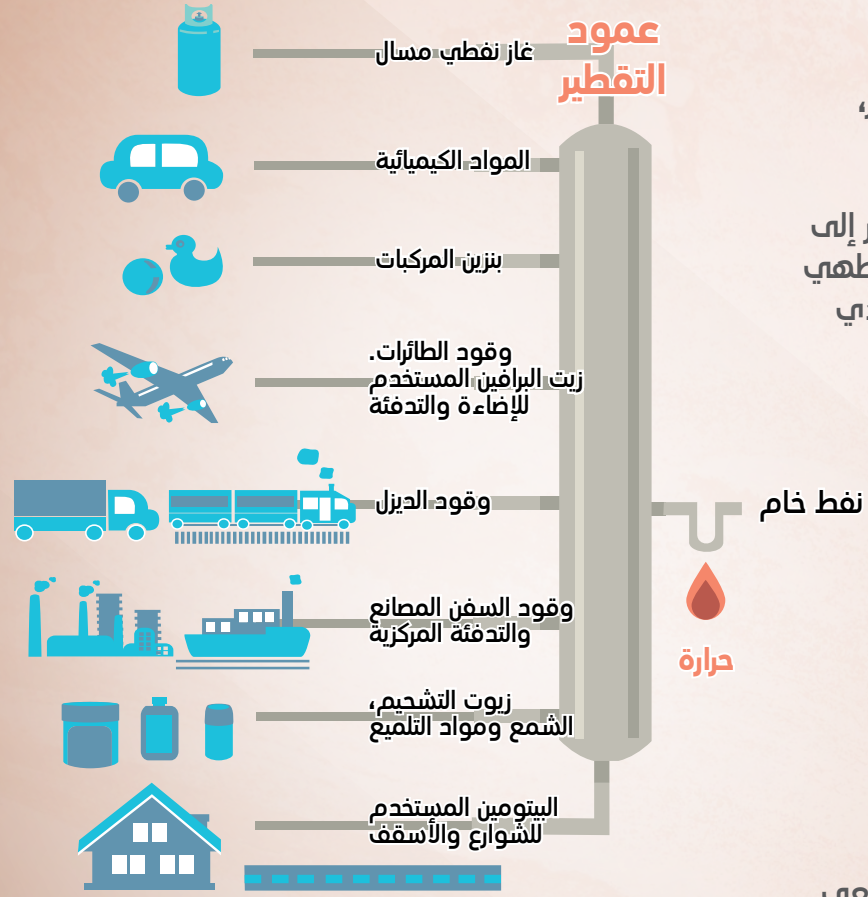 عمود
التقطير
غاز نفطي مسال
المواد الكيميائية
بنزين المركبات
وقود الطائرات.
زيت البرافين المستخدم
للإضاءة والتدفئة
وقود الديزل
وقود السفن المصانع
والتدفئة المركزية
زيوت التشحيم،
الشمع ومواد التلميع
البيتومين المستخدم
للشوارع والأسقف
نفط خام
حرارة
إلى